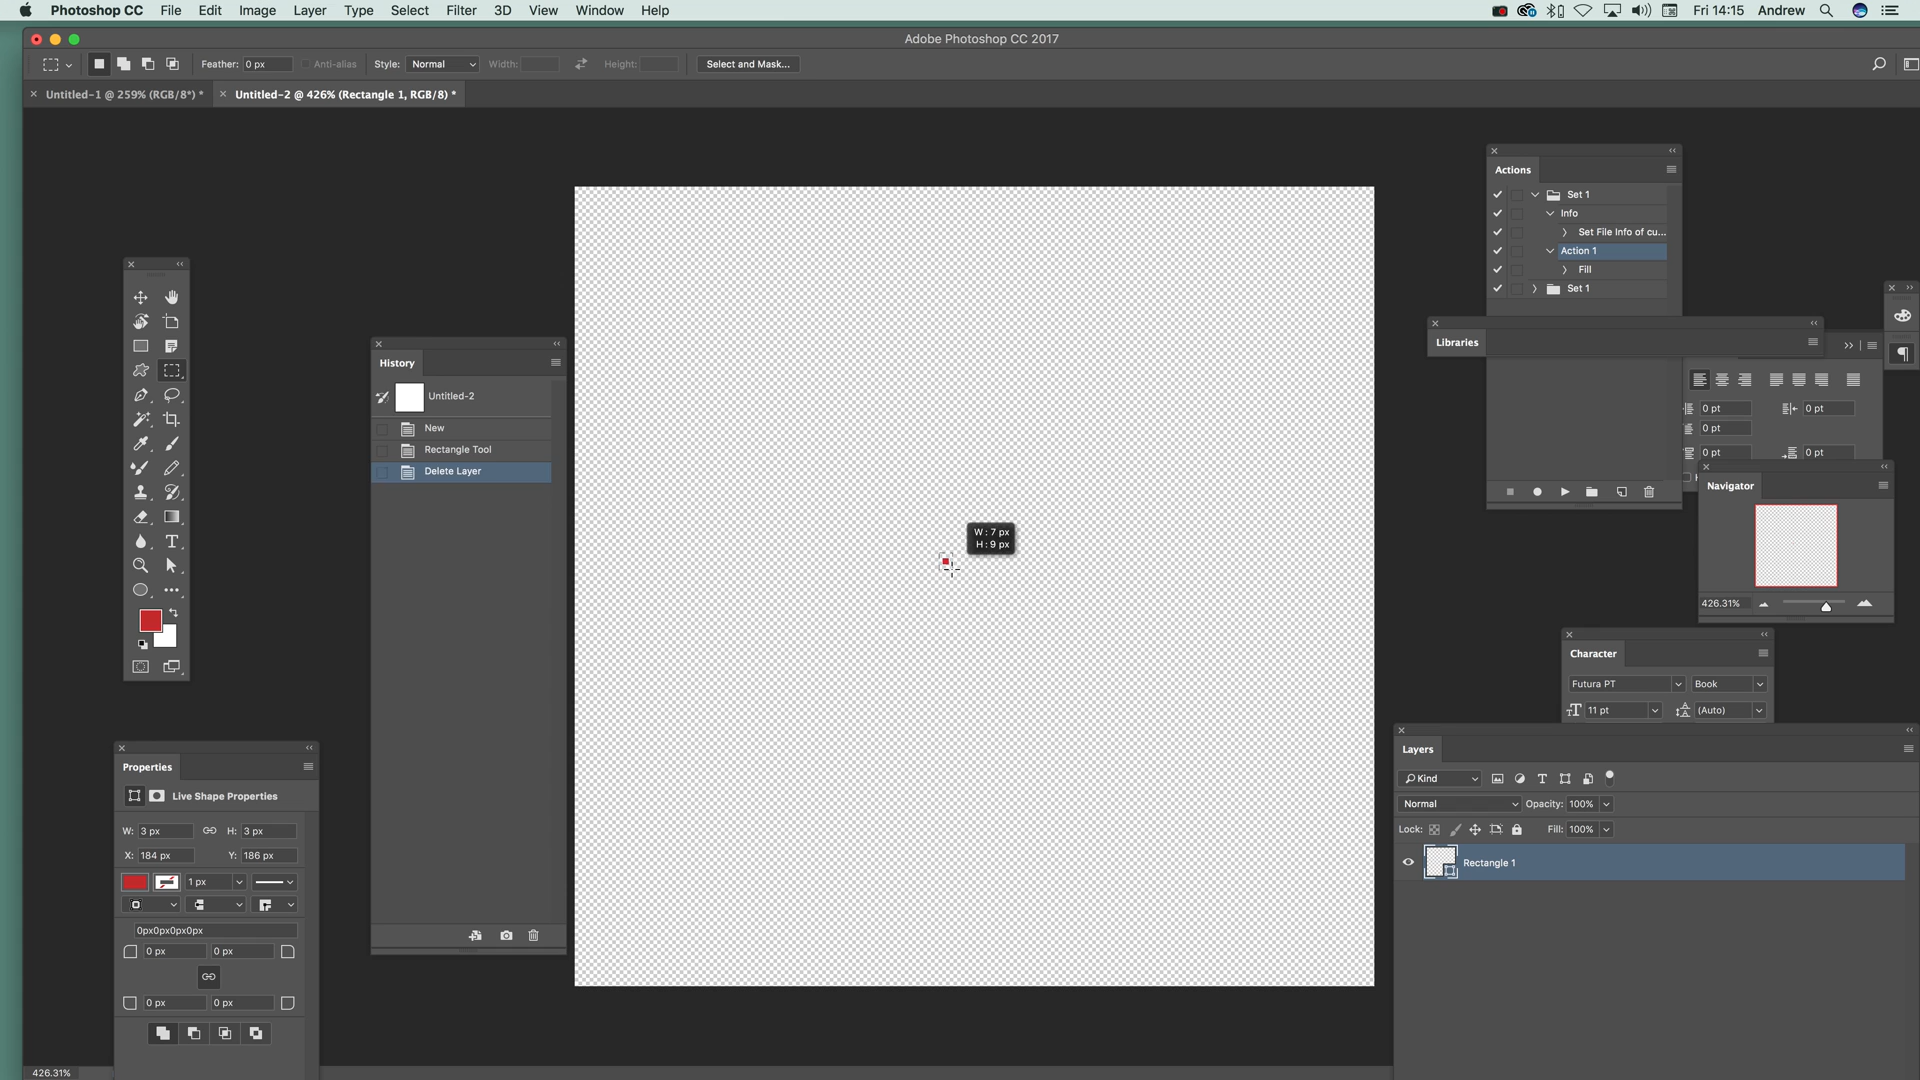 Photoshop CC File Edit Image Layer Type Select Filter 3D View Window Help Fri 14:15 Andrew
Adobe Photoshop CC 2017
Feather: 0 px Anti-alias Style: Normal Width: Height: Select and Mask...
Untitled-1 @ 259% (RGB/8*) * Untitled-2 @ 426% (Rectangle 1, RGB/8) *
Actions
Set 1
Info
Set File Info of cu...
Action 1
Fill
Set 1
Libraries
History
Untitled-2
New
Rectangle Tool
Delete Layer
0 pt 0 pt
0 pt
0 pt 0 pt
Navigator
426.31%
W : 7 px
H : 9 px
Character
Futura PT Book
11 pt (Auto)
Layers
Kind
Normal Opacity: 100%
Lock: Fill: 100%
Rectangle 1
Properties
Live Shape Properties
W: 3 px H: 3 px
X: 184 px Y: 186 px
1 px
0px0px0px0px
0 px 0 px
0 px 0 px
426.31%